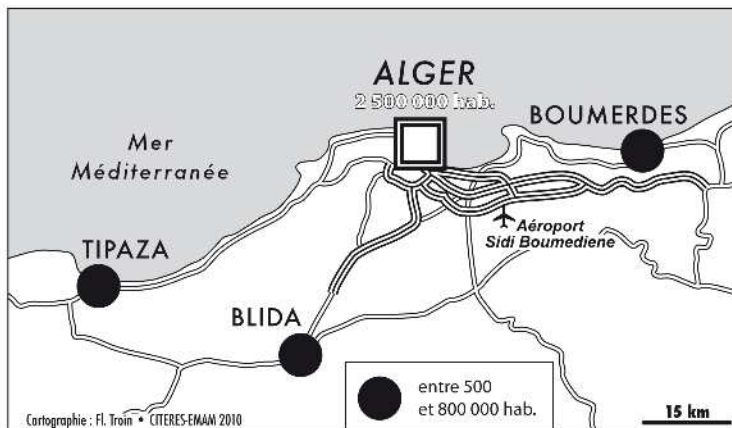 ALGER
2 500 000 hab.
BOUMERDES
Mer
Méditerranée
Aéroport
Sidi Boumediene
TIPAZA
BLIDA
entre 500
et 800 000 hab.
Cartographie : Fl. Troin • CITERES-EMAM 2010
15 km